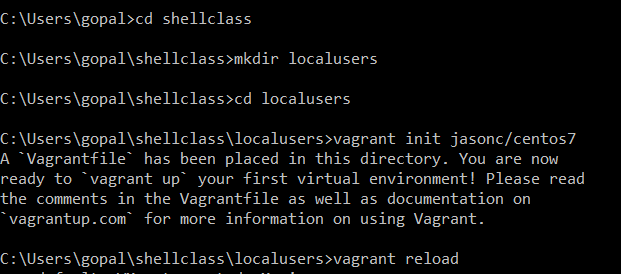 C:\Users\gopal>cd shellclass
C:\Users\gopal\shellclass>mkdir localusers
C:\Users\gopal\shellclass>cd localusers
C:\Users\gopal\shellclass\localusers>vagrant init jasonc/centos7
A `Vagrantfile` has been placed in this directory. You are now
ready to `vagrant up` your first virtual environment! Please read
the comments in the Vagrantfile as well as documentation on
`vagrantup.com` for more information on using Vagrant.
C:\Users\gopal\shellclass\localusers>vagrant reload